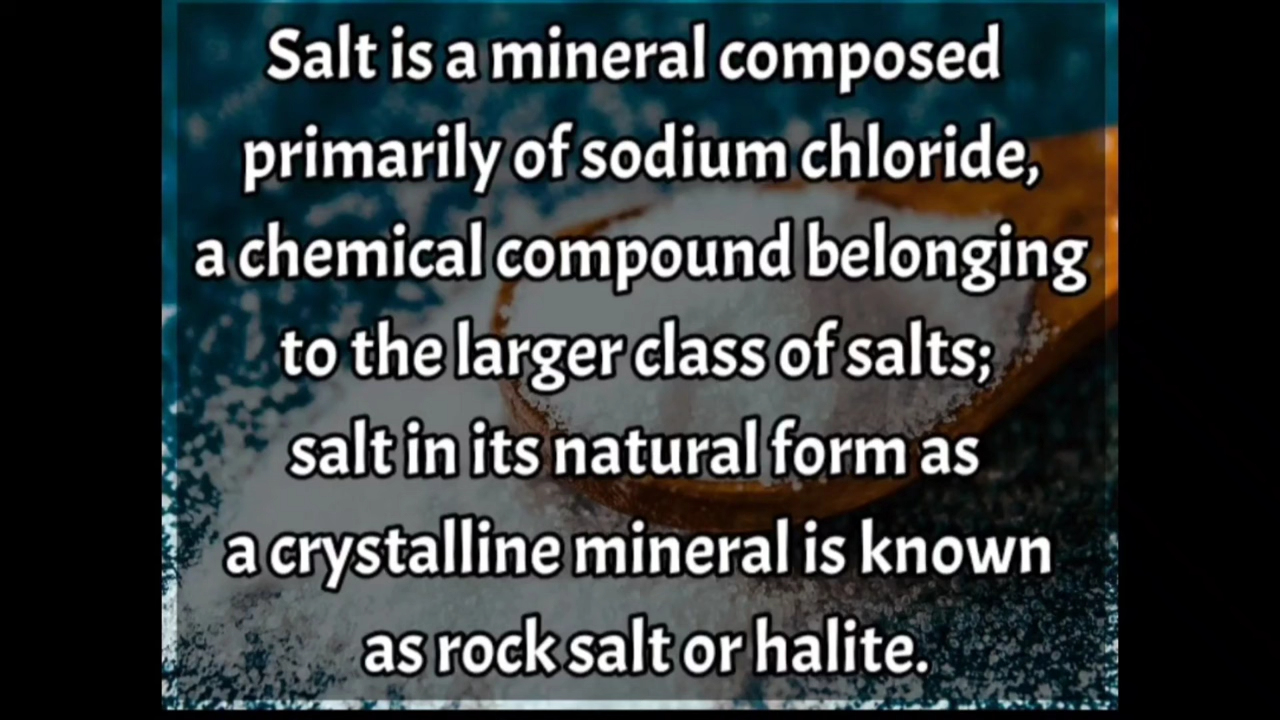 Salt is a mineral composed
primarily of sodium chloride,
a chemical compound belonging
to the larger class of salts;
salt in its natural form as
a crystalline mineral is known
as rock salt or halite.